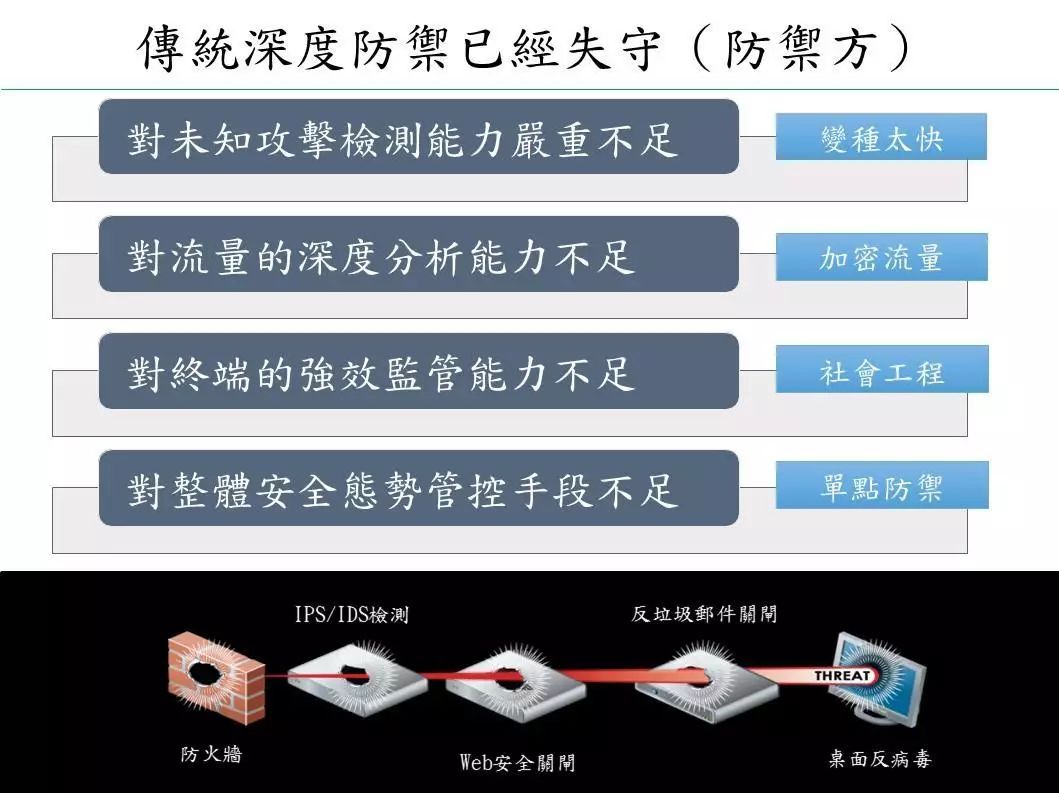 傳統深度防禦已經失守（防禦方）
對未知攻擊檢測能力嚴重不足
變種太快
對流量的深度分析能力不足
加密流量
對終端的強效監管能力不足
社會工程
對整體安全態勢管控手段不足
單點防禦
IPS/IDS檢測
反垃圾郵件關閘
THREAT
防火牆
Web安全關閘
桌面反病毒